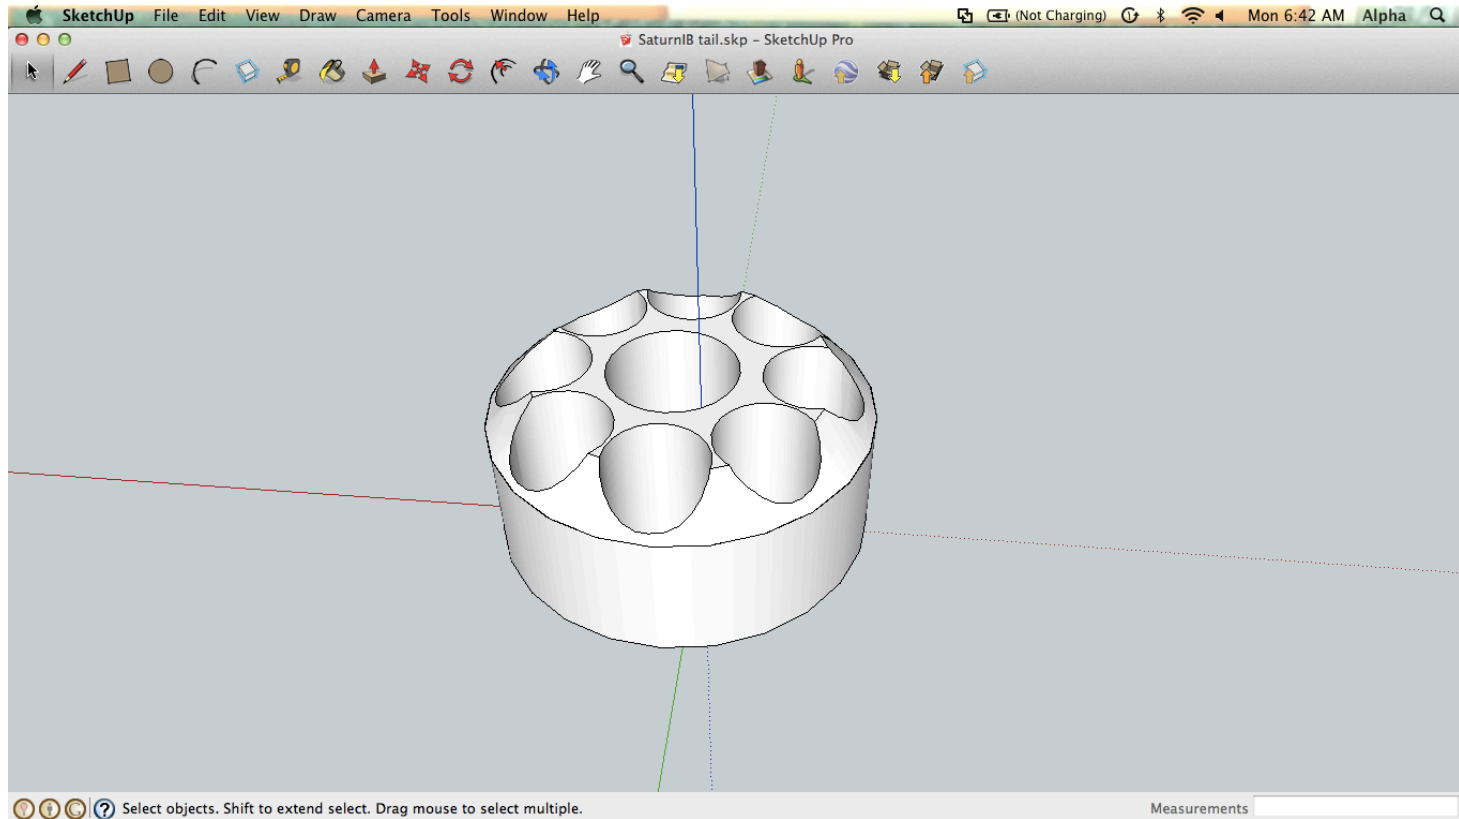 SketchUp File Edit View Draw Camera Tools Window Help (Not Charging) Mon 6:42 AM Alpha
SaturnIB tail.skp – SketchUp Pro
Select objects. Shift to extend select. Drag mouse to select multiple. Measurements